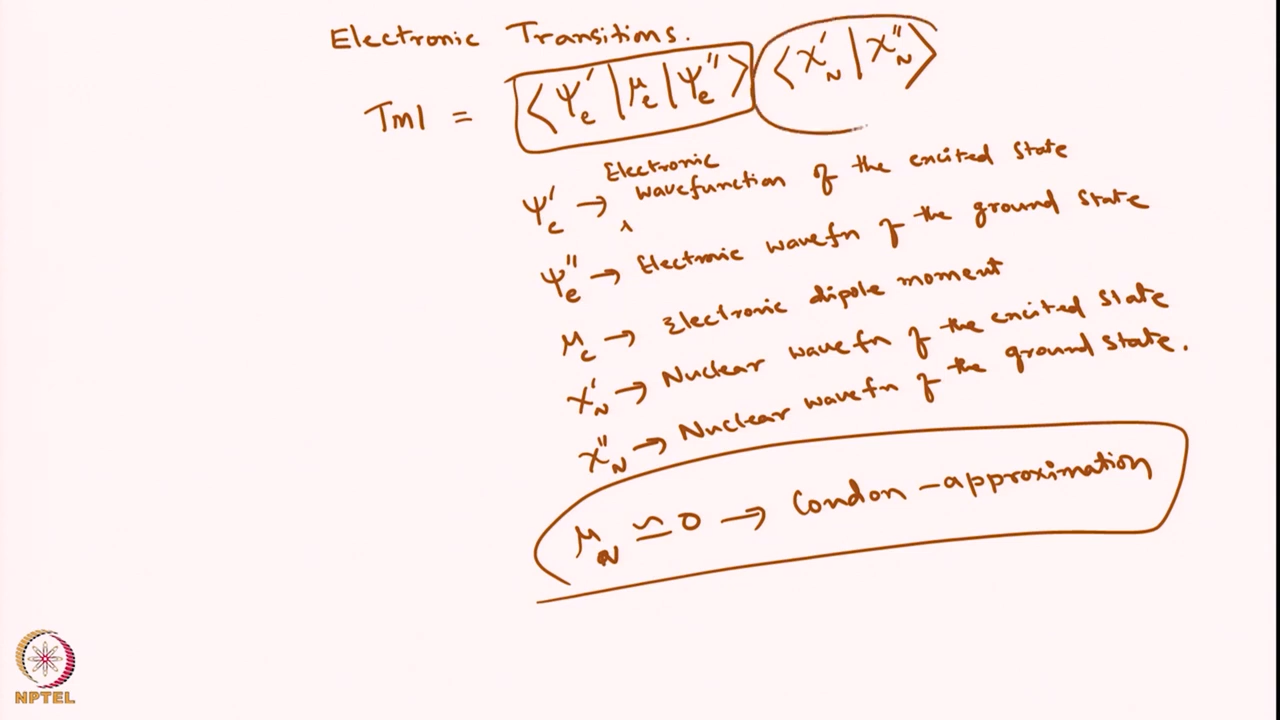 Electronic Transitions.
TMI = ⟨ψ'e|μe|ψ''e⟩ ⟨χ'N|χ''N⟩
Electronic
ψ'e → wavefunction of the excited state
ψ''e → Electronic wavefn of the ground state
μe → Electronic dipole moment
χ'N → Nuclear wavefn of the excited state
χ''N → Nuclear wavefn of the ground state.
μN ≃ 0 → Condon-approximation
NPTEL